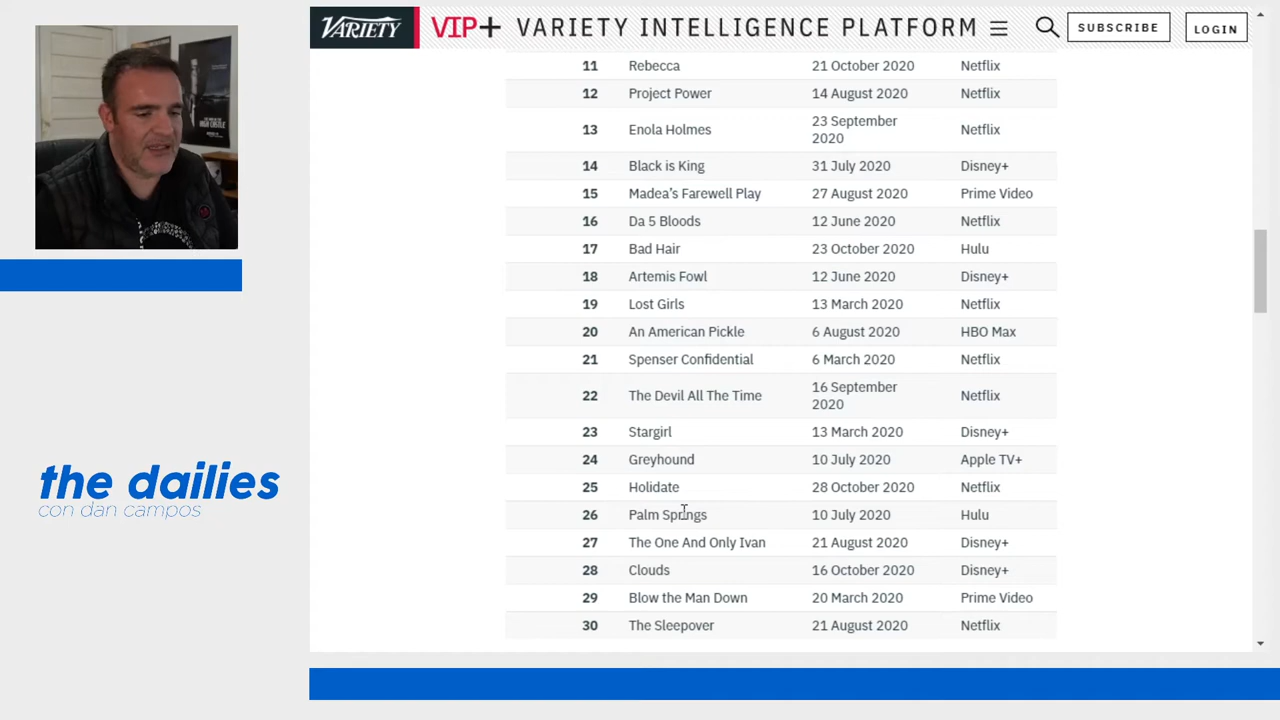 VARIETY VIP+ VARIETY INTELLIGENCE PLATFORM SUBSCRIBE LOGIN
11 Rebecca 21 October 2020 Netflix
12 Project Power 14 August 2020 Netflix
13 Enola Holmes 23 September 2020 Netflix
14 Black is King 31 July 2020 Disney+
15 Madea’s Farewell Play 27 August 2020 Prime Video
16 Da 5 Bloods 12 June 2020 Netflix
17 Bad Hair 23 October 2020 Hulu
18 Artemis Fowl 12 June 2020 Disney+
19 Lost Girls 13 March 2020 Netflix
20 An American Pickle 6 August 2020 HBO Max
21 Spenser Confidential 6 March 2020 Netflix
22 The Devil All The Time 16 September 2020 Netflix
23 Stargirl 13 March 2020 Disney+
24 Greyhound 10 July 2020 Apple TV+
25 Holidate 28 October 2020 Netflix
26 Palm Springs 10 July 2020 Hulu
27 The One And Only Ivan 21 August 2020 Disney+
28 Clouds 16 October 2020 Disney+
29 Blow the Man Down 20 March 2020 Prime Video
30 The Sleepover 21 August 2020 Netflix
the dailies
con dan campos